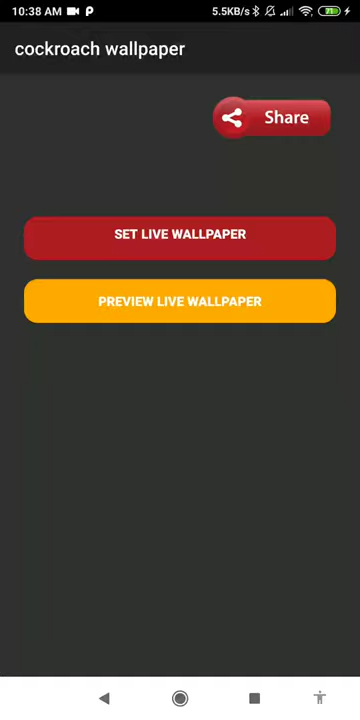 10:38 AM 5.5KB/s 71
cockroach wallpaper
Share
SET LIVE WALLPAPER
PREVIEW LIVE WALLPAPER